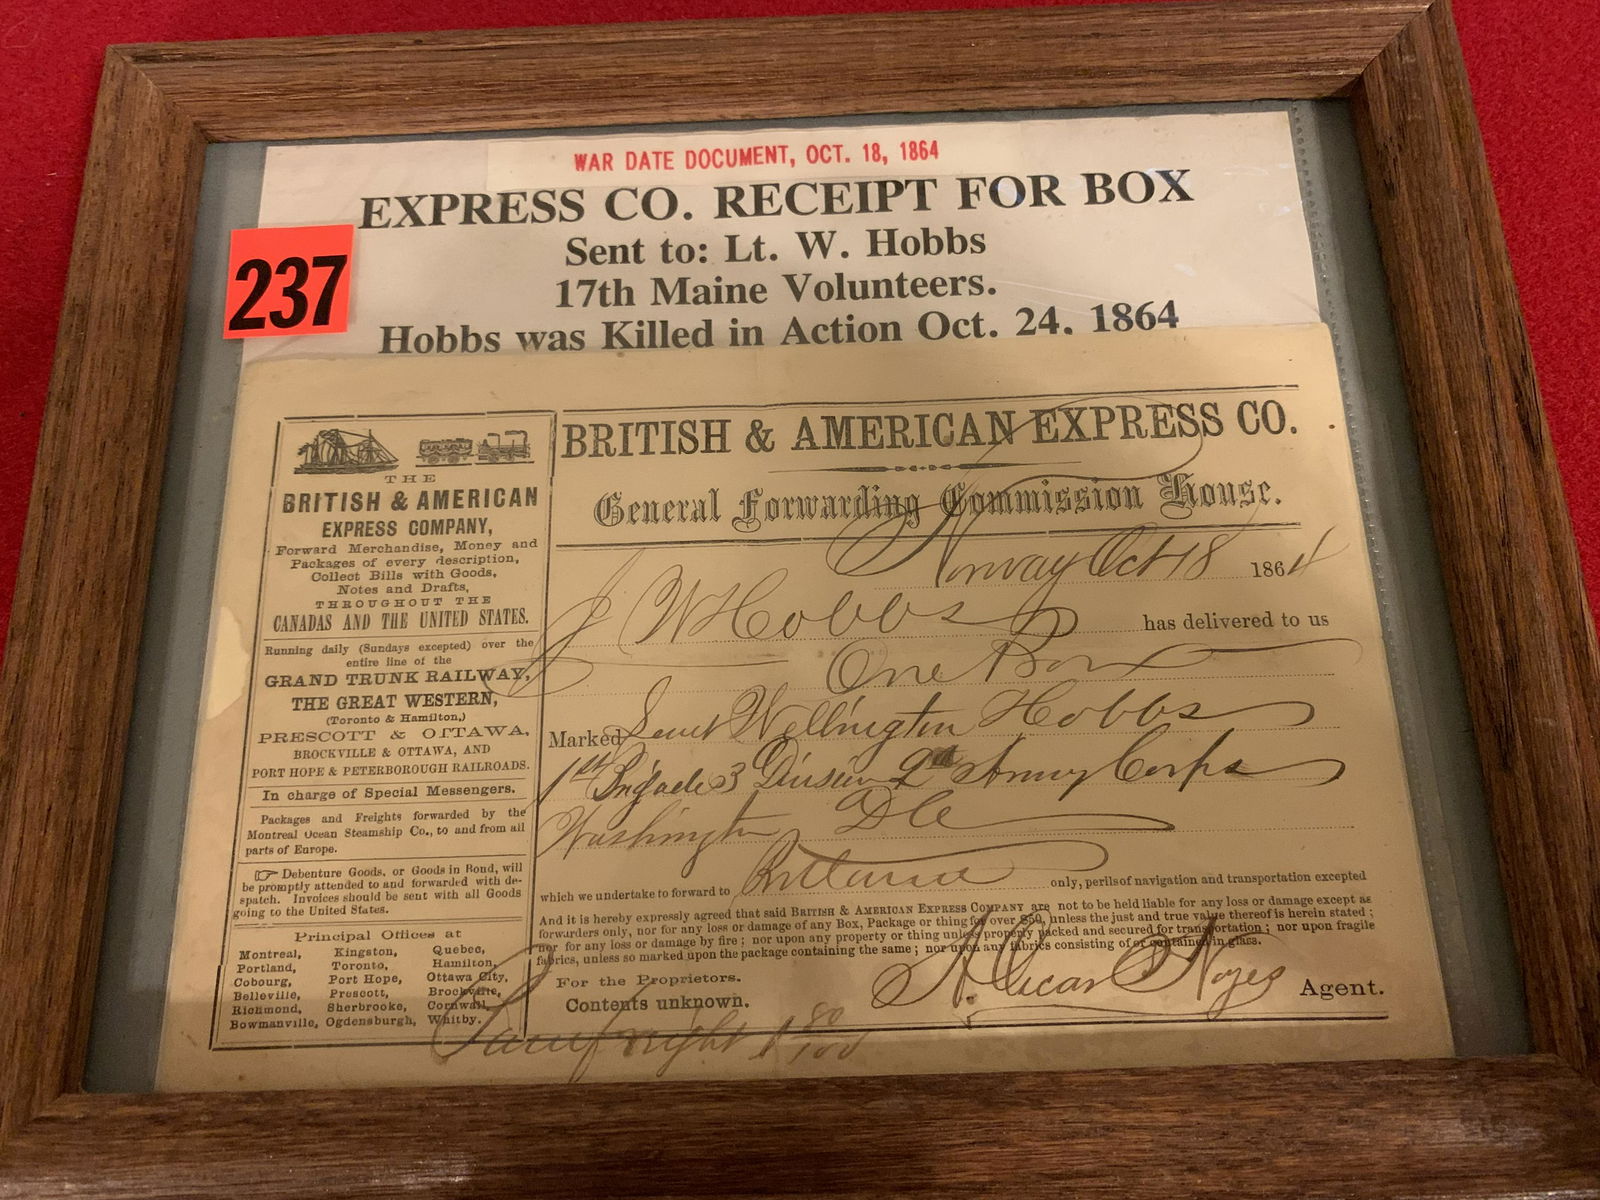 WAR DATE DOCUMENT, OCT. 18, 1864
EXPRESS CO. RECEIPT FOR BOX
Sent to: Lt. W. Hobbs
17th Maine Volunteers.
Hobbs was Killed in Action Oct. 24. 1864
237
THE
BRITISH & AMERICAN
EXPRESS COMPANY,
Forward Merchandise, Money and
Packages of every description,
Collect Bills with Goods,
Notes and Drafts,
THROUGHOUT THE
CANADAS AND THE UNITED STATES.
Running daily (Sundays excepted) over the
entire line of the
GRAND TRUNK RAILWAY,
THE GREAT WESTERN,
(Toronto & Hamilton,)
PRESCOTT & OTTAWA,
BROCKVILLE & OTTAWA, AND
PORT HOPE & PETERBOROUGH RAILROADS.
In charge of Special Messengers.
Packages and Freights forwarded by the
Montreal Ocean Steamship Co., to and from all
parts of Europe.
☞ Debenture Goods, or Goods in Bond, will
be promptly attended to and forwarded with de-
spatch. Invoices should be sent with all Goods
going to the United States.
Principal Offices at
Montreal, Kingston, Quebec,
Portland, Toronto, Hamilton,
Cobourg, Port Hope, Ottawa City,
Belleville, Prescott, Brockville,
Richmond, Sherbrooke, Cornwall,
Bowmanville, Ogdensburgh, Whitby.
BRITISH & AMERICAN EXPRESS CO.
General Forwarding Commission House.
Norway Oct 18 1864
J W Hobbs has delivered to us
One Box
Marked Lieut Wellington Hobbs
1st Brigade 3 Division 2nd Army Corps
Washington D C
which we undertake to forward to Portland only, perils of navigation and transportation excepted
And it is hereby expressly agreed that said BRITISH & AMERICAN EXPRESS COMPANY are not to be held liable for any loss or damage except as
forwarders only, nor for any loss or damage of any Box, Package or thing for over $50, unless the just and true value thereof is herein stated;
nor for any loss or damage by fire; nor upon any property or thing unless properly packed and secured for transportation; nor upon fragile
fabrics, unless so marked upon the package containing the same; nor upon any fabrics consisting of or contained in glass.
For the Proprietors.
Contents unknown.
Oscar Noyes Agent.
80/100